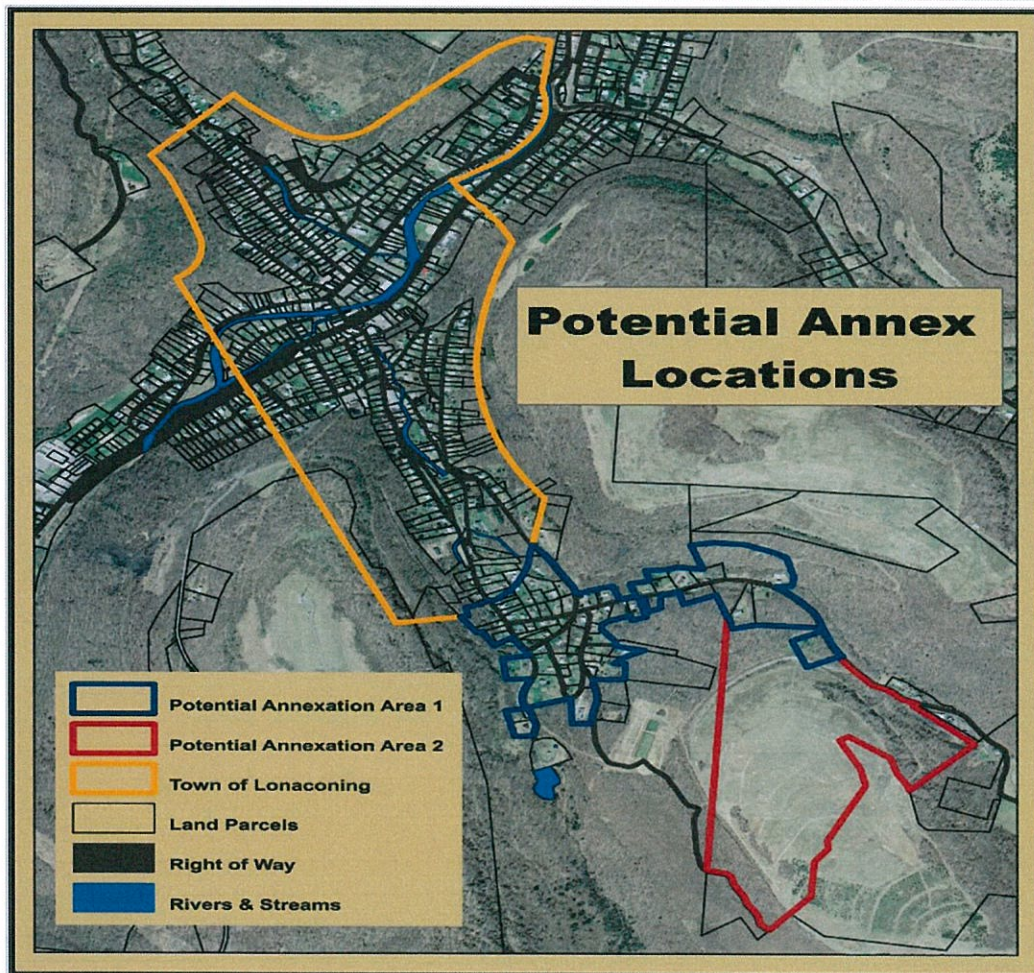 Potential Annex
Locations
Potential Annexation Area 1
Potential Annexation Area 2
Town of Lonaconing
Land Parcels
Right of Way
Rivers & Streams